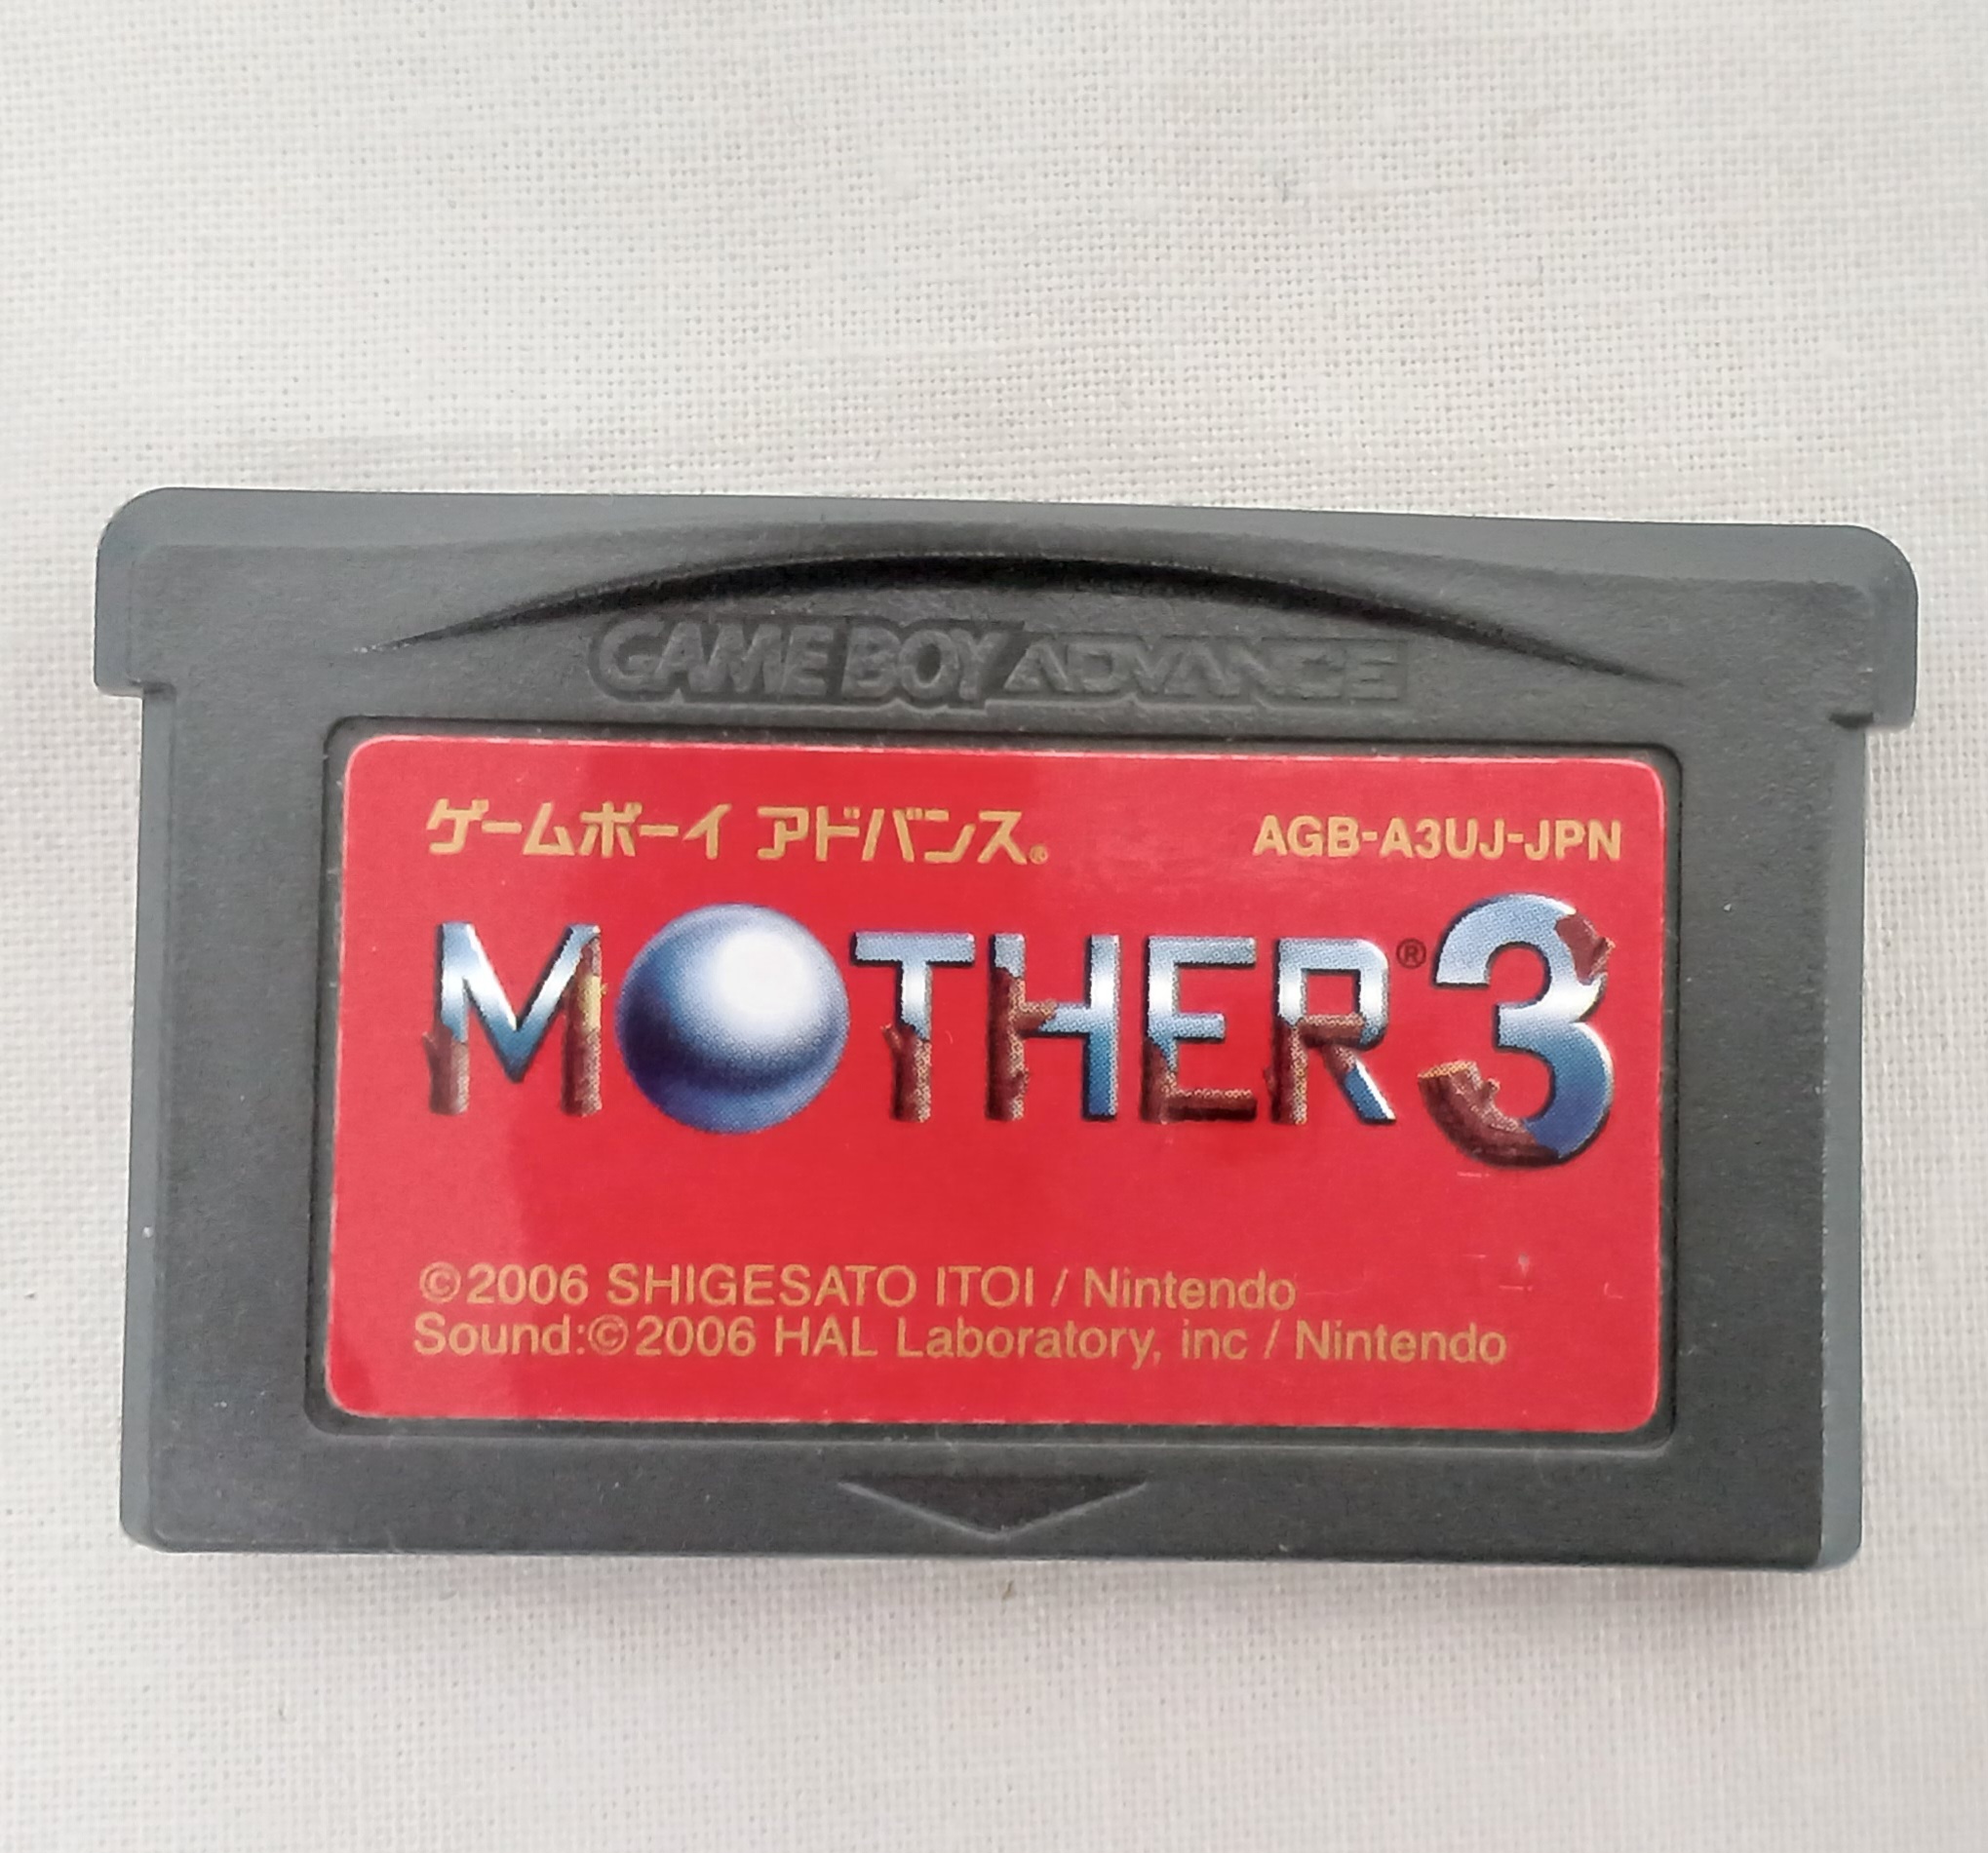 GAME BOY ADVANCE
ゲームボーイ アドバンス® AGB-A3UJ-JPN
MOTHER® 3
©2006 SHIGESATO ITOI / Nintendo
Sound:©2006 HAL Laboratory, inc / Nintendo